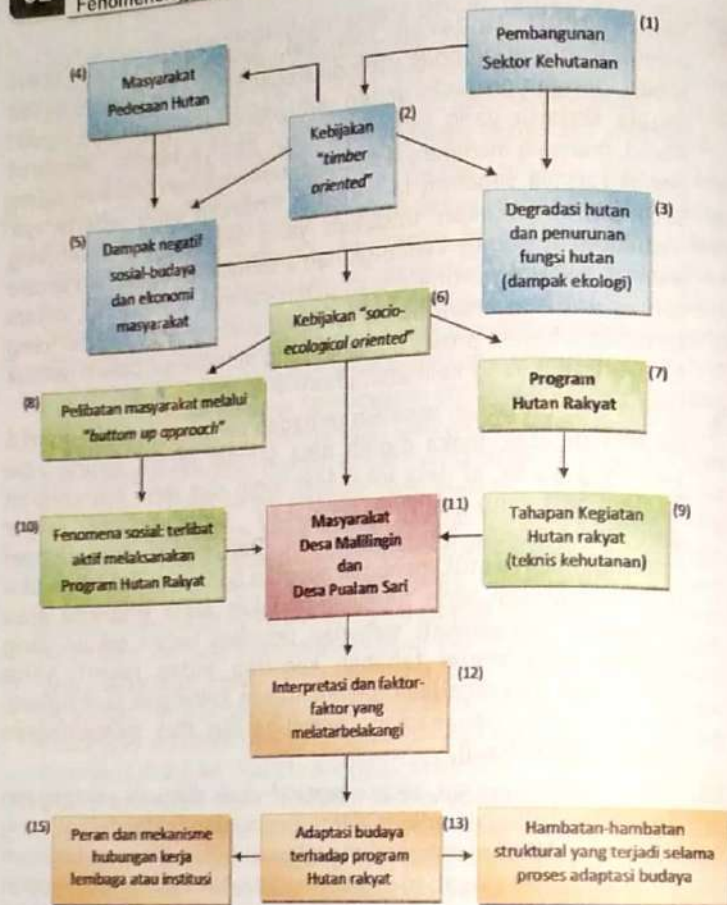 Fenomenologi
Pembangunan
Sektor Kehutanan
(1)
(4)
Masyarakat
Pedesaan Hutan
Kebijakan
"timber
oriented"
(2)
Degradasi hutan
dan penurunan
fungsi hutan
(dampak ekologi)
(3)
(5)
Dampak negatif
sosial-budaya
dan ekonomi
masyarakat
Kebijakan "socio-
ecological oriented"
(6)
Program
Hutan Rakyat
(7)
(8)
Pelibatan masyarakat melalui
"buttom up approach"
(10)
Fenomena sosial: terlibat
aktif melaksanakan
Program Hutan Rakyat
Masyarakat
Desa Malilingin
dan
Desa Pualam Sari
(11)
Tahapan Kegiatan
Hutan rakyat
(teknis kehutanan)
(9)
Interpretasi dan faktor-
faktor yang
melatarbelakangi
(12)
(15)
Peran dan mekanisme
hubungan kerja
lembaga atau institusi
Adaptasi budaya
terhadap program
Hutan rakyat
(13)
Hambatan-hambatan
struktural yang terjadi selama
proses adaptasi budaya